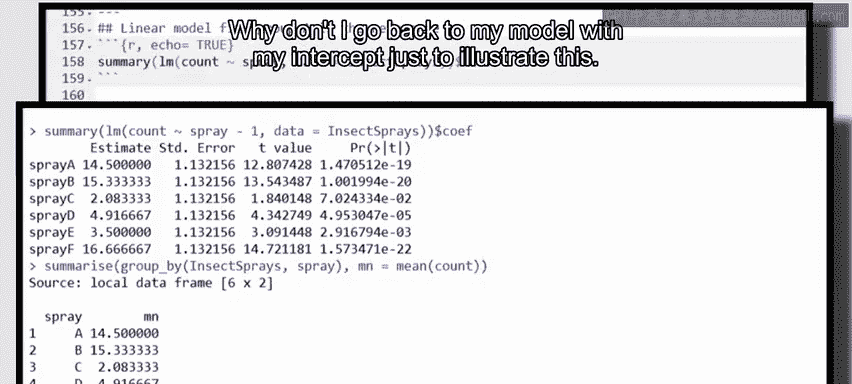 155. ---
156. ## Linear model f
157. ```{r, echo= TRUE}
158 summary(lm(count ~ sp
159. ```
160
Why don't I go back to my model with
my intercept just to illustrate this.
> summary(lm(count ~ spray - 1, data = InsectSprays))$coef
Estimate Std. Error t value Pr(>|t|)
sprayA 14.500000 1.132156 12.807428 1.470512e-19
sprayB 15.333333 1.132156 13.543487 1.001994e-20
sprayC 2.083333 1.132156 1.840148 7.024334e-02
sprayD 4.916667 1.132156 4.342749 4.953047e-05
sprayE 3.500000 1.132156 3.091448 2.916794e-03
sprayF 16.666667 1.132156 14.721181 1.573471e-22
> summarise(group_by(InsectSprays, spray), mn = mean(count))
Source: local data frame [6 x 2]
spray mn
1 A 14.500000
2 B 15.333333
3 C 2.083333
4 D 4.916667